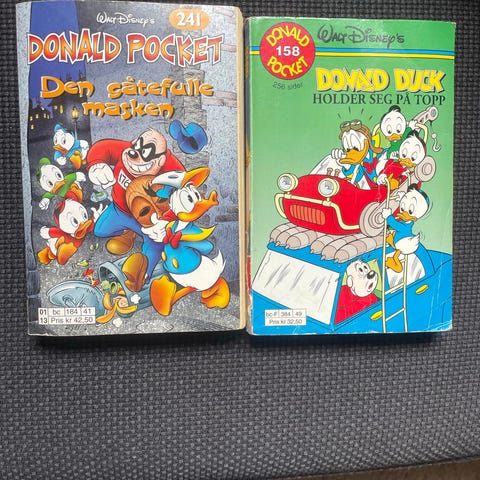 Walt Disney's
241
DONALD POCKET
Den gåtefulle
masken
01 bc 184 41
13 Pris kr 42,50
DONALD
158
POCKET
256 sider
Walt Disney's
DONALD DUCK
HOLDER SEG PÅ TOPP
bc-F 384 49
Pris kr 32,50